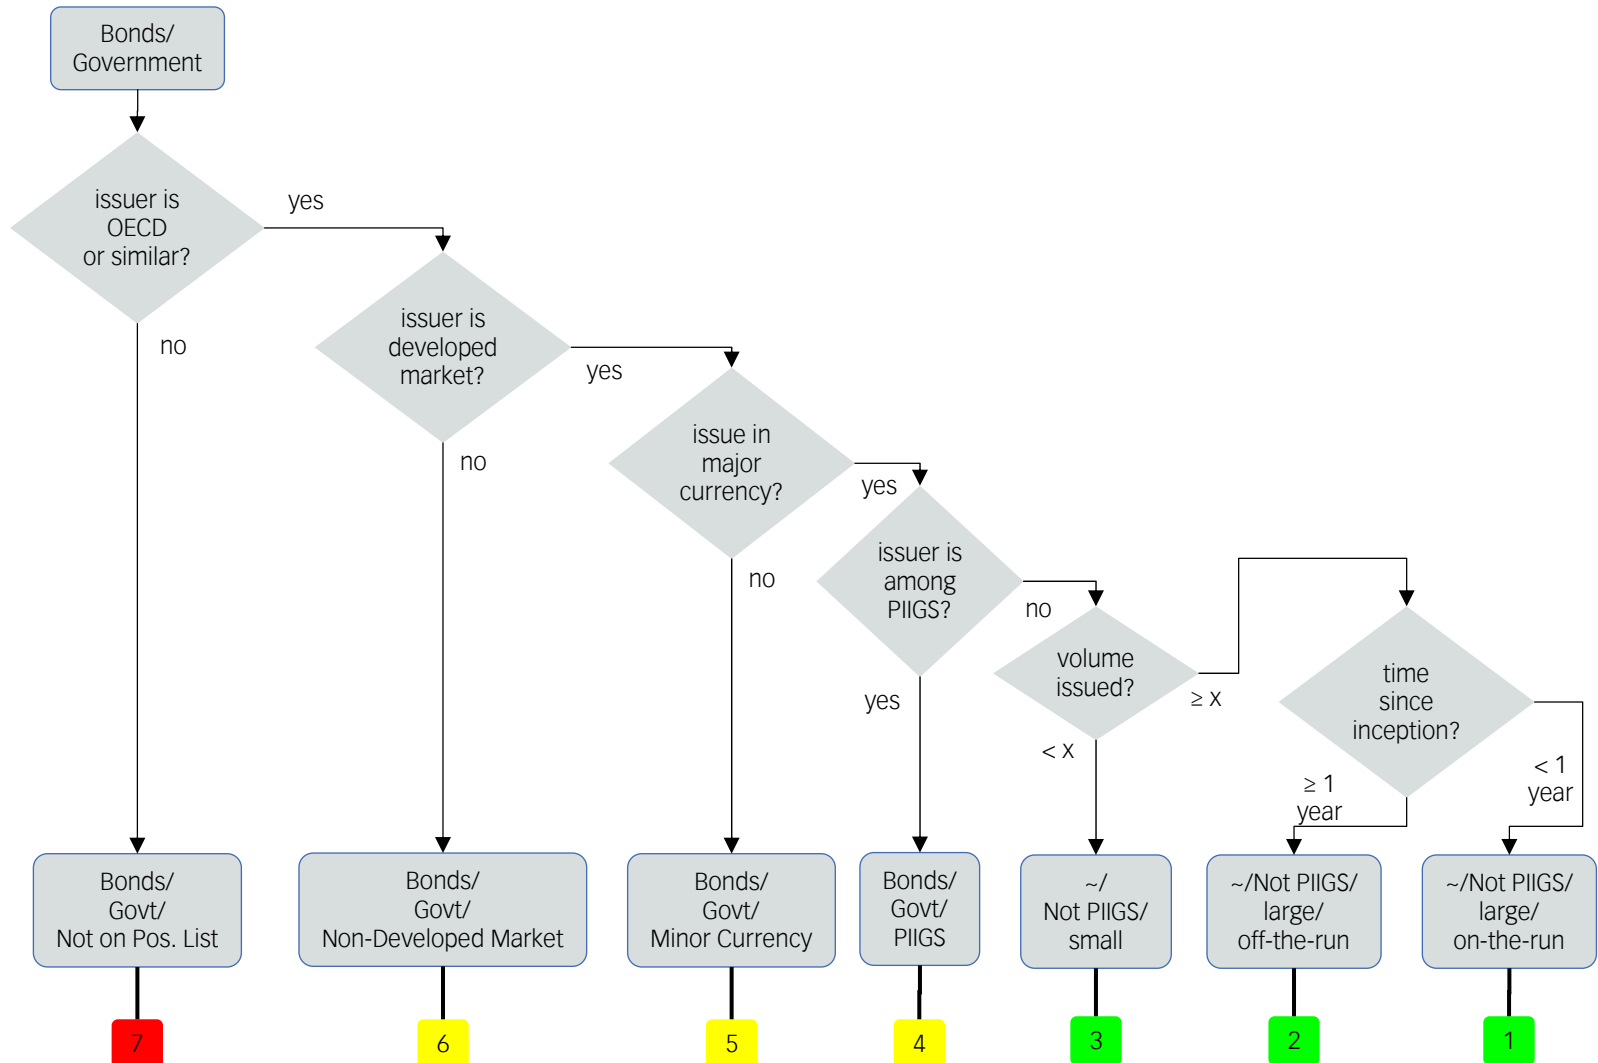 Bonds/
Government
issuer is
OECD
or similar?
yes
no
issuer is
developed
market?
yes
no
issue in
major
currency?
yes
no
issuer is
among
PIIGS?
no
yes
volume
issued?
≥ x
< x
time
since
inception?
≥ 1
year
< 1
year
Bonds/
Govt/
Not on Pos. List
Bonds/
Govt/
Non-Developed Market
Bonds/
Govt/
Minor Currency
Bonds/
Govt/
PIIGS
~/
Not PIIGS/
small
~/Not PIIGS/
large/
off-the-run
~/Not PIIGS/
large/
on-the-run
7
6
5
4
3
2
1